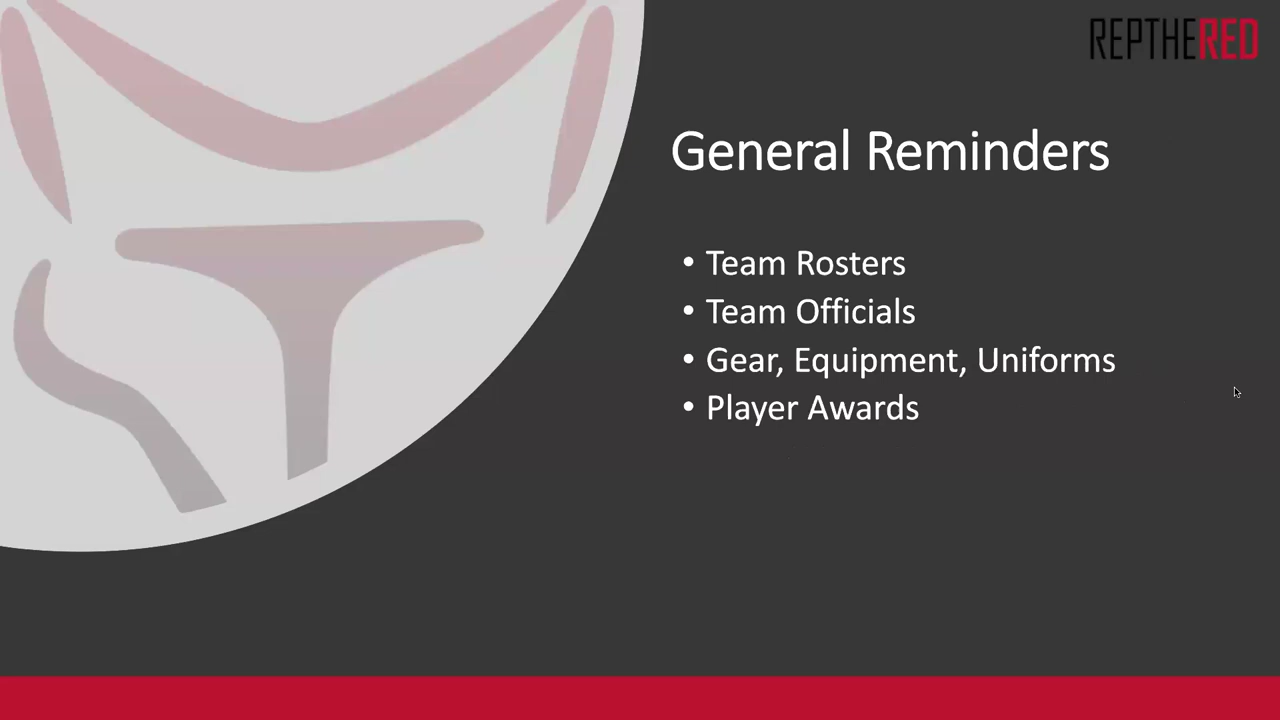 REPTHERED
General Reminders
• Team Rosters
• Team Officials
• Gear, Equipment, Uniforms
• Player Awards